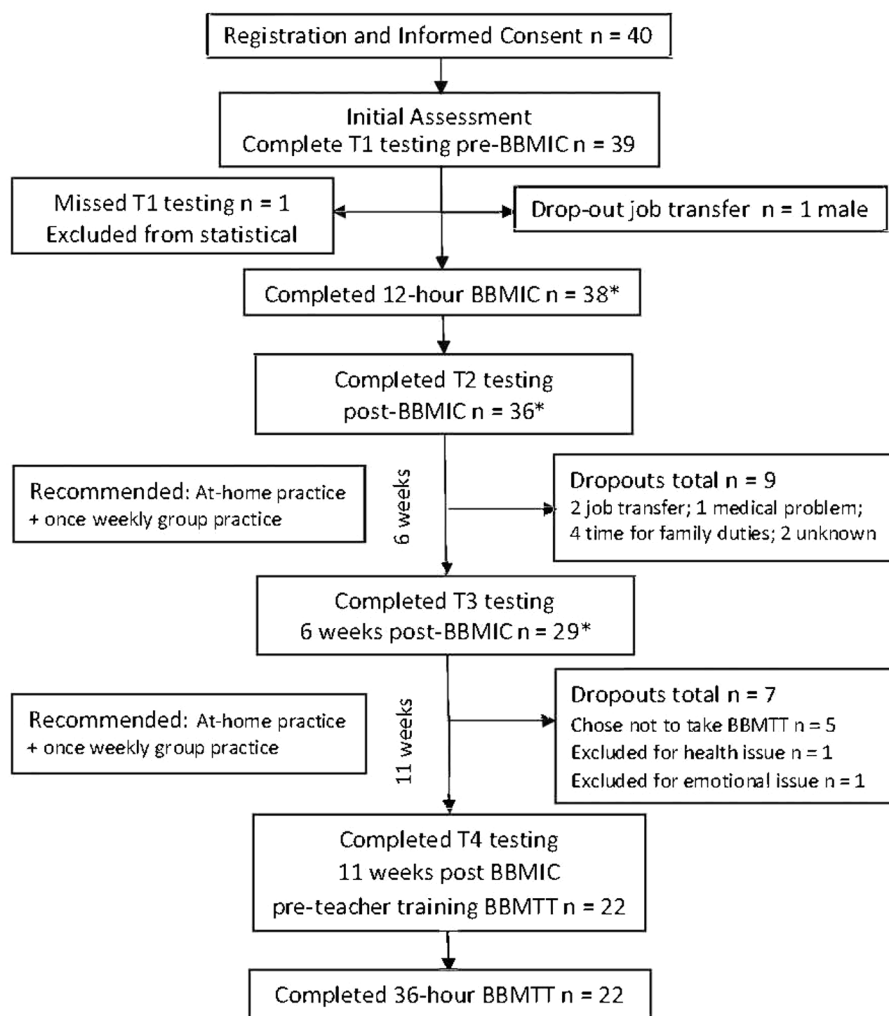 Registration and Informed Consent n = 40
Initial Assessment
Complete T1 testing pre-BBMIC n = 39
Missed T1 testing n = 1
Excluded from statistical
Drop-out job transfer n = 1 male
Completed 12-hour BBMIC n = 38*
Completed T2 testing
post-BBMIC n = 36*
Recommended: At-home practice
+ once weekly group practice
6 weeks
Dropouts total n = 9
2 job transfer; 1 medical problem;
4 time for family duties; 2 unknown
Completed T3 testing
6 weeks post-BBMIC n = 29*
Recommended: At-home practice
+ once weekly group practice
11 weeks
Dropouts total n = 7
Chose not to take BBMTT n = 5
Excluded for health issue n = 1
Excluded for emotional issue n = 1
Completed T4 testing
11 weeks post BBMIC
pre-teacher training BBMTT n = 22
Completed 36-hour BBMTT n = 22